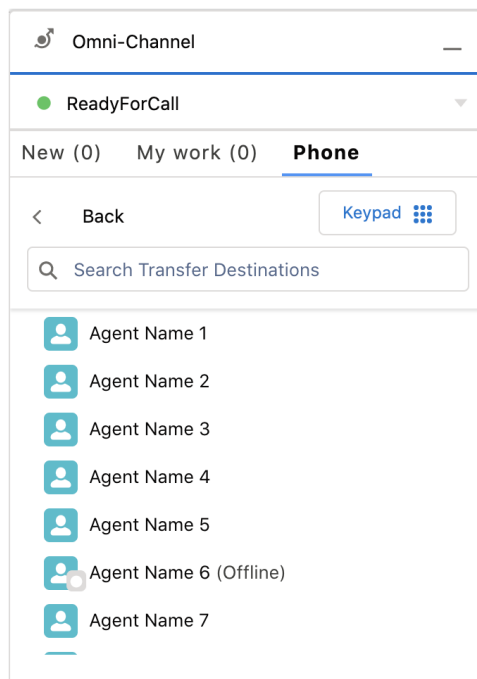 Omni-Channel
ReadyForCall
New (0) My work (0) Phone
Back Keypad
Search Transfer Destinations
Agent Name 1
Agent Name 2
Agent Name 3
Agent Name 4
Agent Name 5
Agent Name 6 (Offline)
Agent Name 7